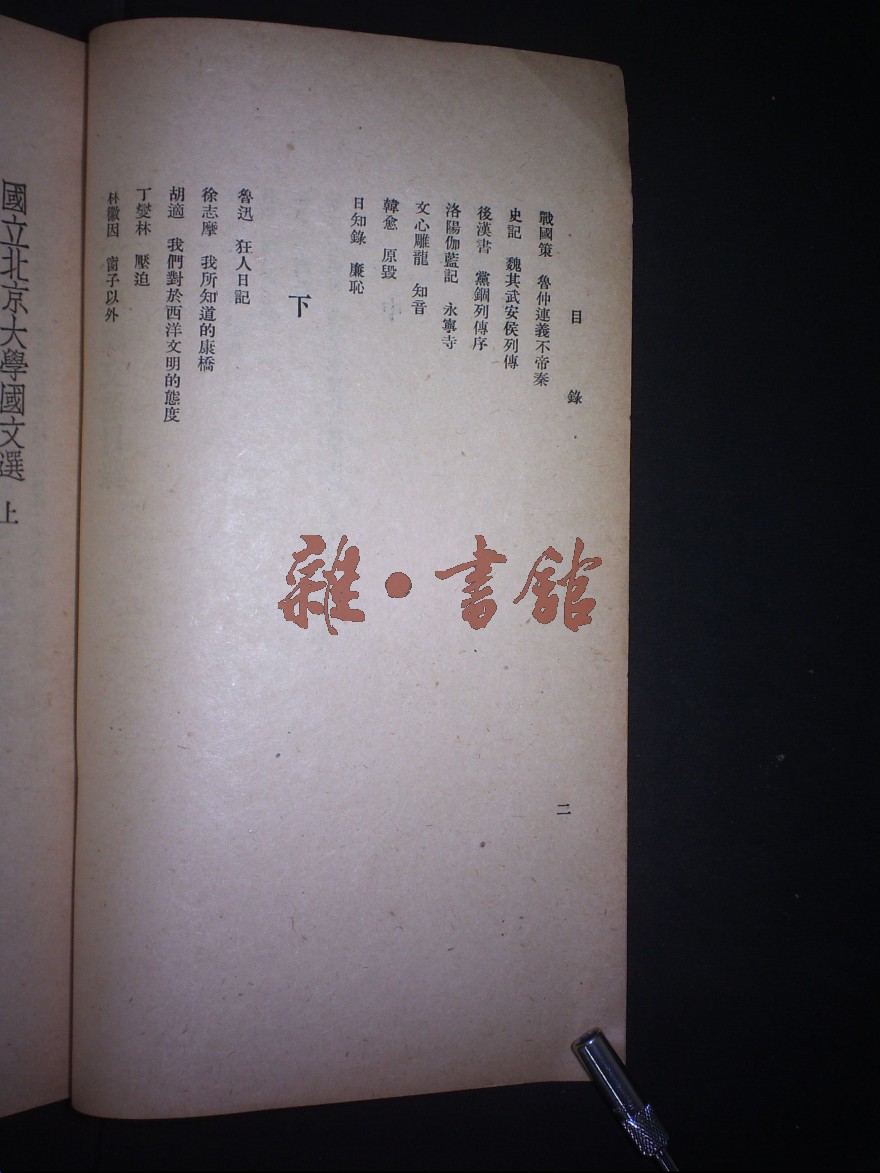 目錄
二
戰國策 魯仲連義不帝秦
史記 魏其武安侯列傳
後漢書 黨錮列傳序
洛陽伽藍記 永寧寺
文心雕龍 知音
韓愈 原毀
日知錄 廉恥
下
魯迅 狂人日記
徐志摩 我所知道的康橋
胡適 我們對於西洋文明的態度
丁燮林 壓迫
林徽因 窗子以外
國立北京大學國文選 上
雜·書館